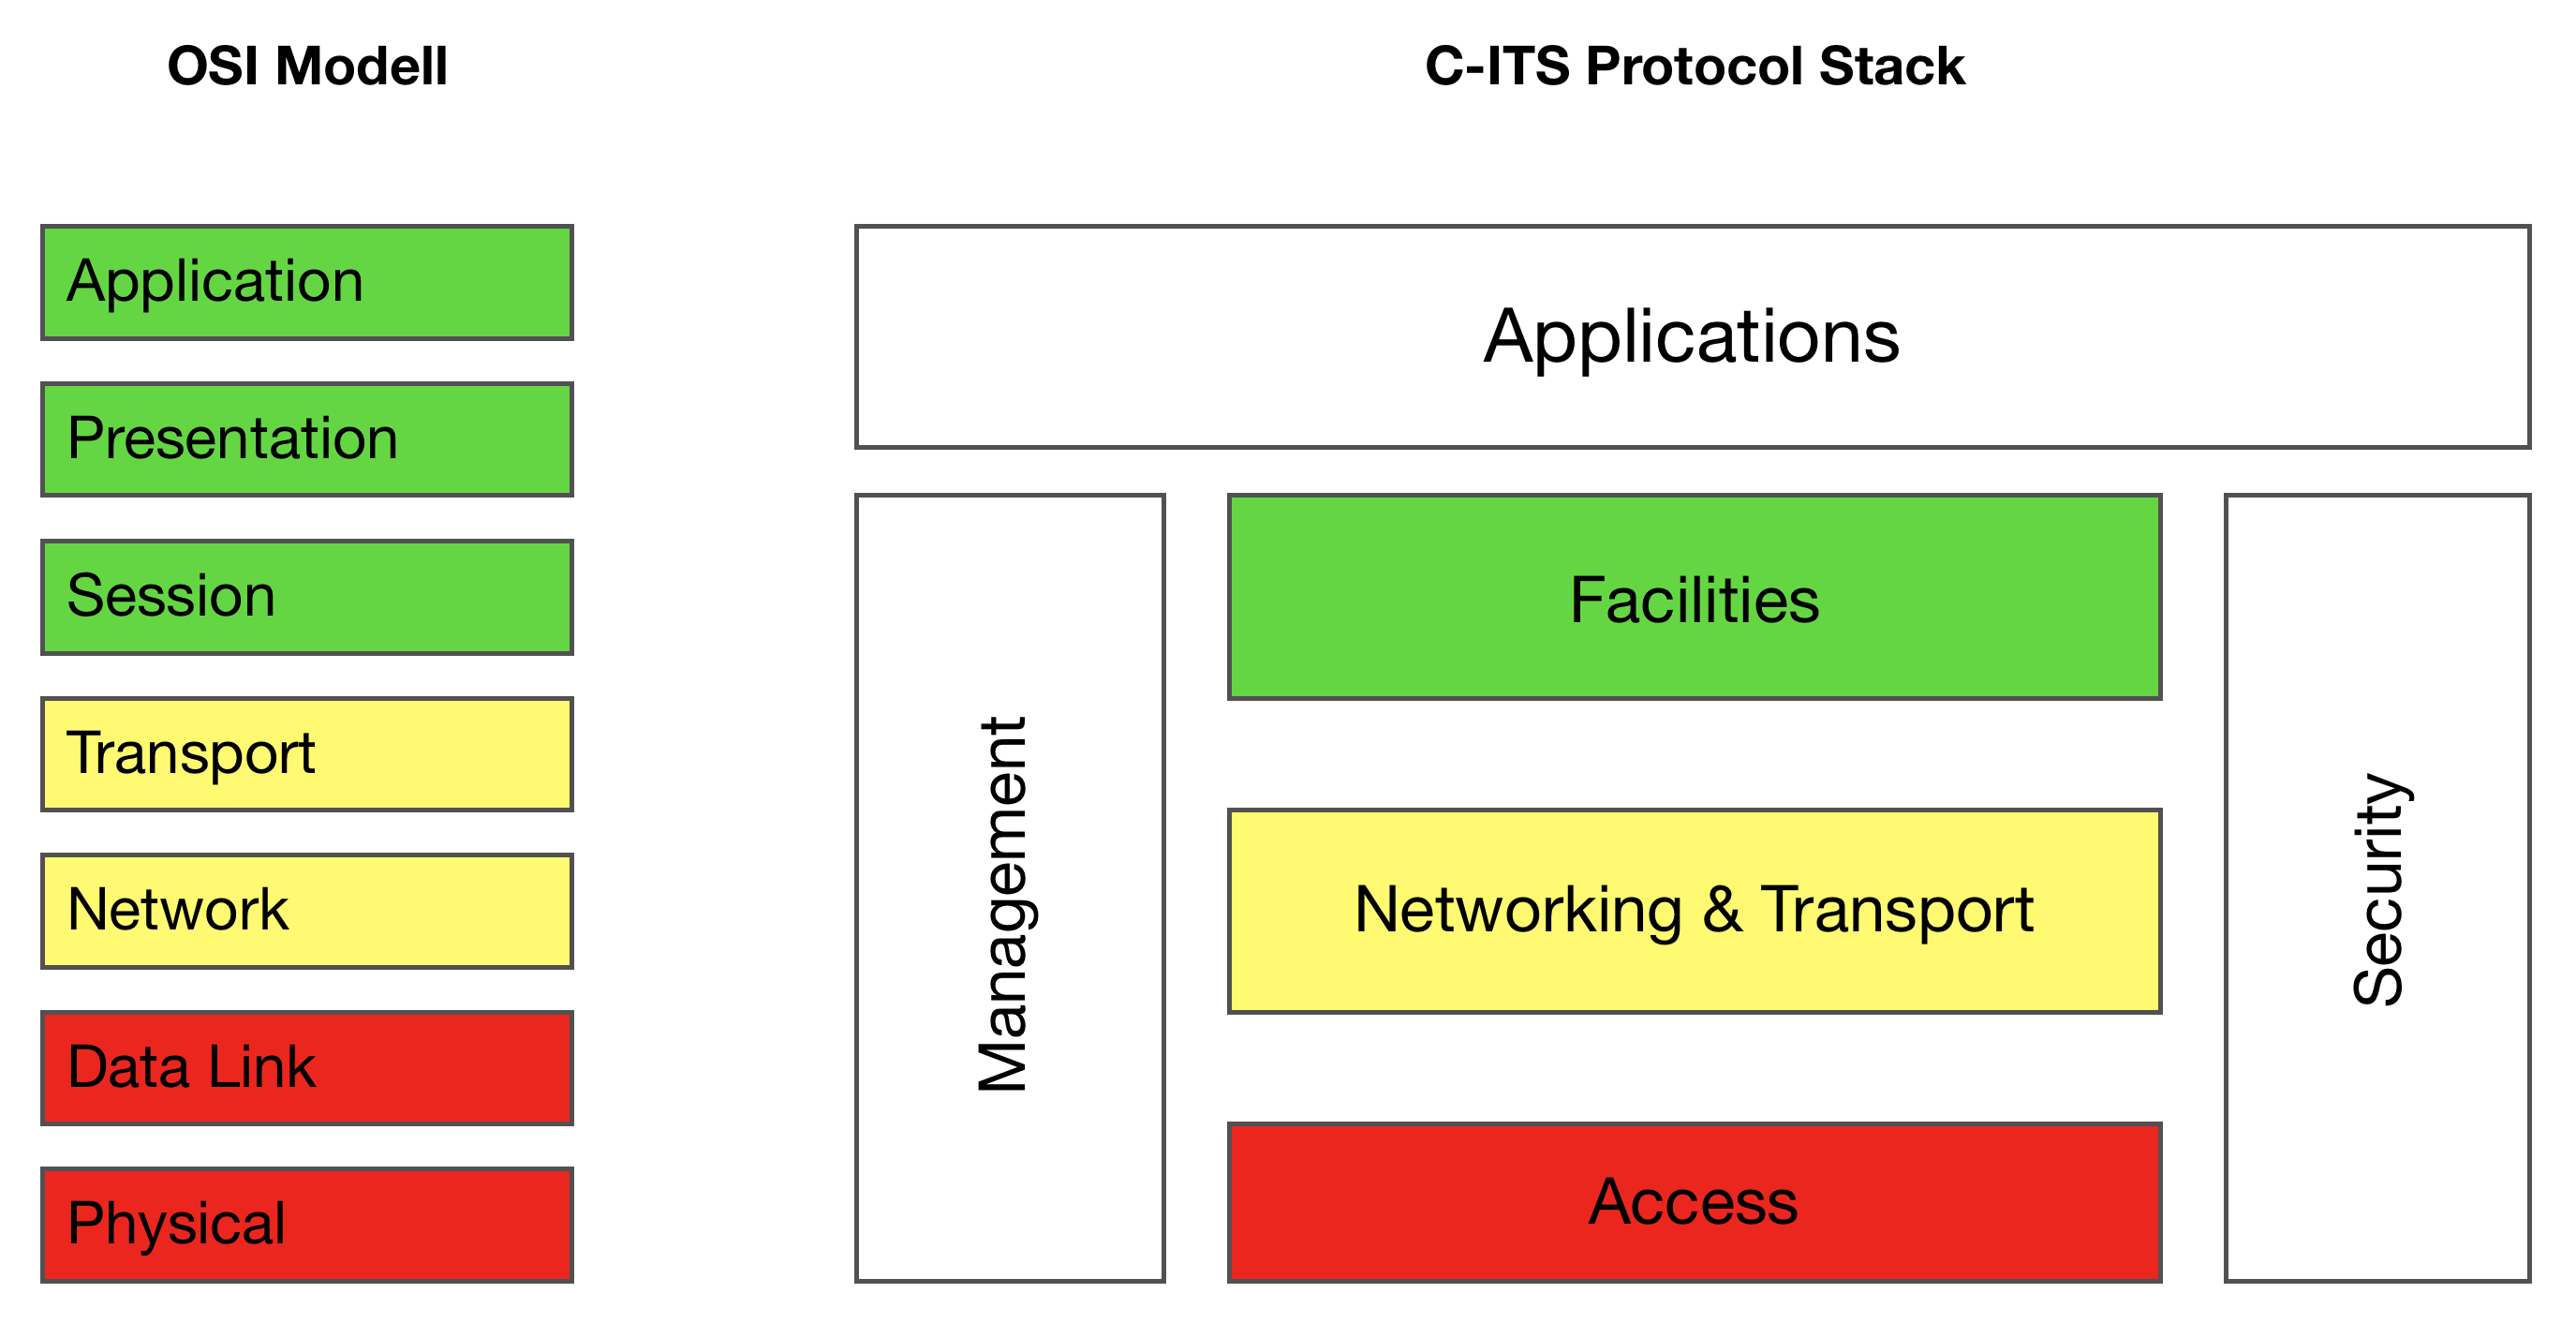 OSI Modell
Application
Presentation
Session
Transport
Network
Data Link
Physical
C-ITS Protocol Stack
Applications
Management
Facilities
Networking & Transport
Access
Security